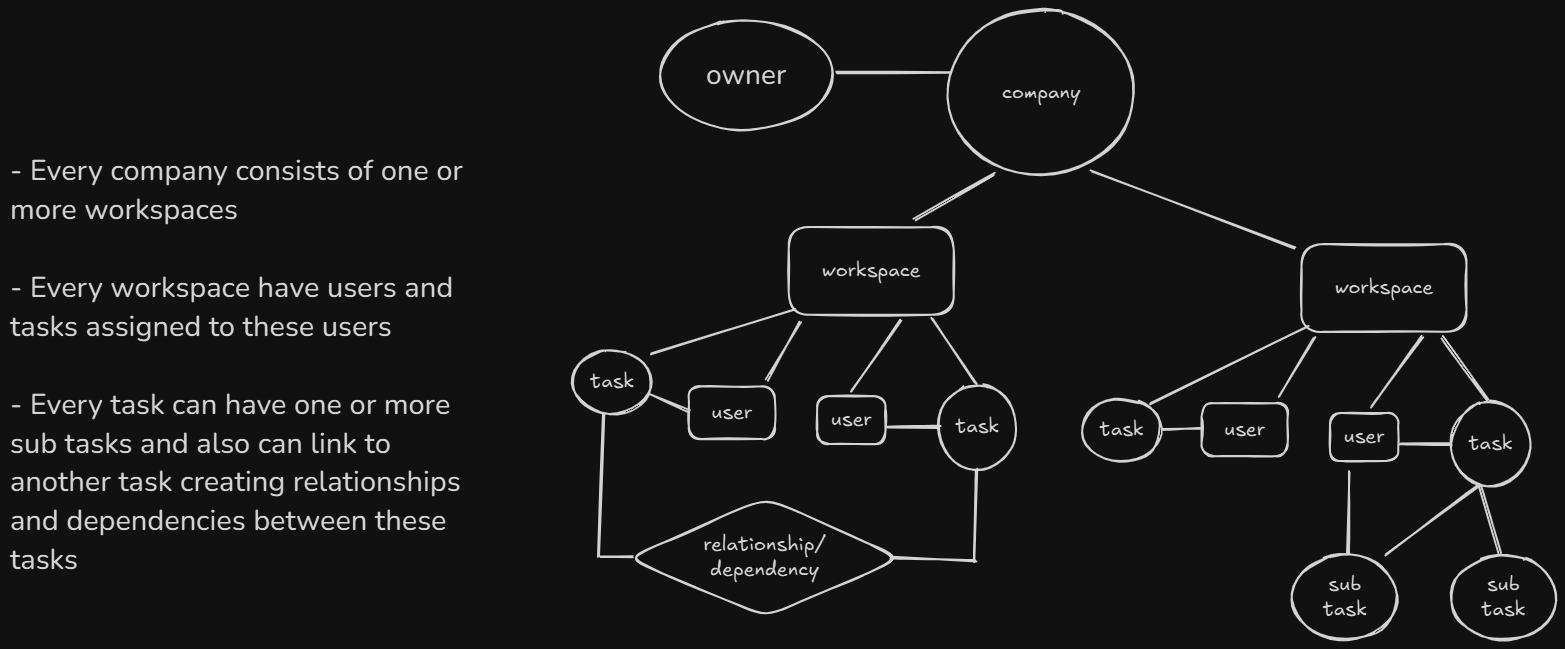 owner
company
- Every company consists of one or
more workspaces
- Every workspace have users and
tasks assigned to these users
- Every task can have one or more
sub tasks and also can link to
another task creating relationships
and dependencies between these
tasks
workspace
workspace
task
user
user
task
task
user
user
task
relationship/
dependency
sub
task
sub
task